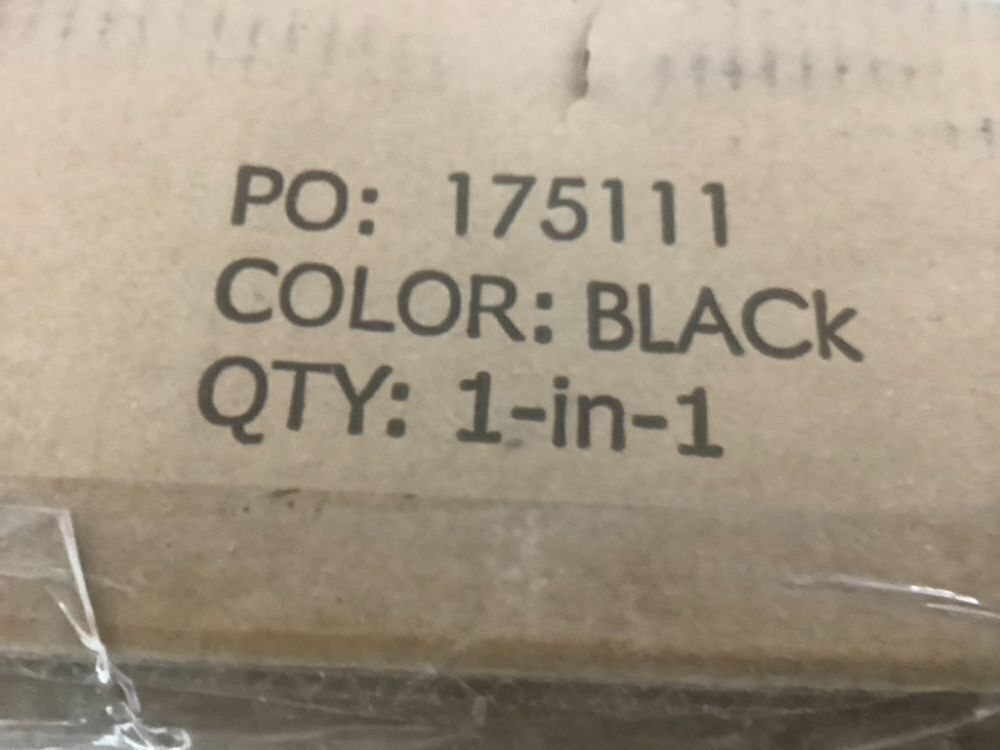 PO: 175111
COLOR: BLACk
QTY: 1-in-1